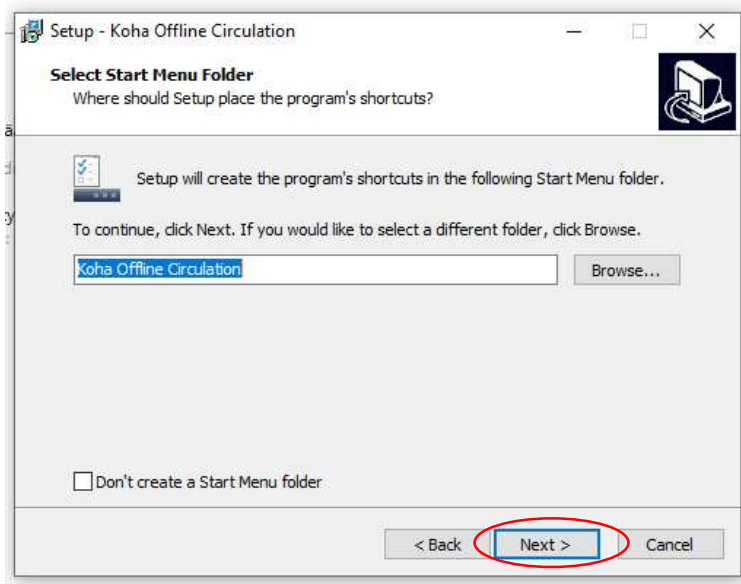 Setup - Koha Offline Circulation
Select Start Menu Folder
Where should Setup place the program's shortcuts?
Setup will create the program's shortcuts in the following Start Menu folder.
To continue, click Next. If you would like to select a different folder, click Browse.
Koha Offline Circulation
Browse...
Don't create a Start Menu folder
< Back
Next >
Cancel